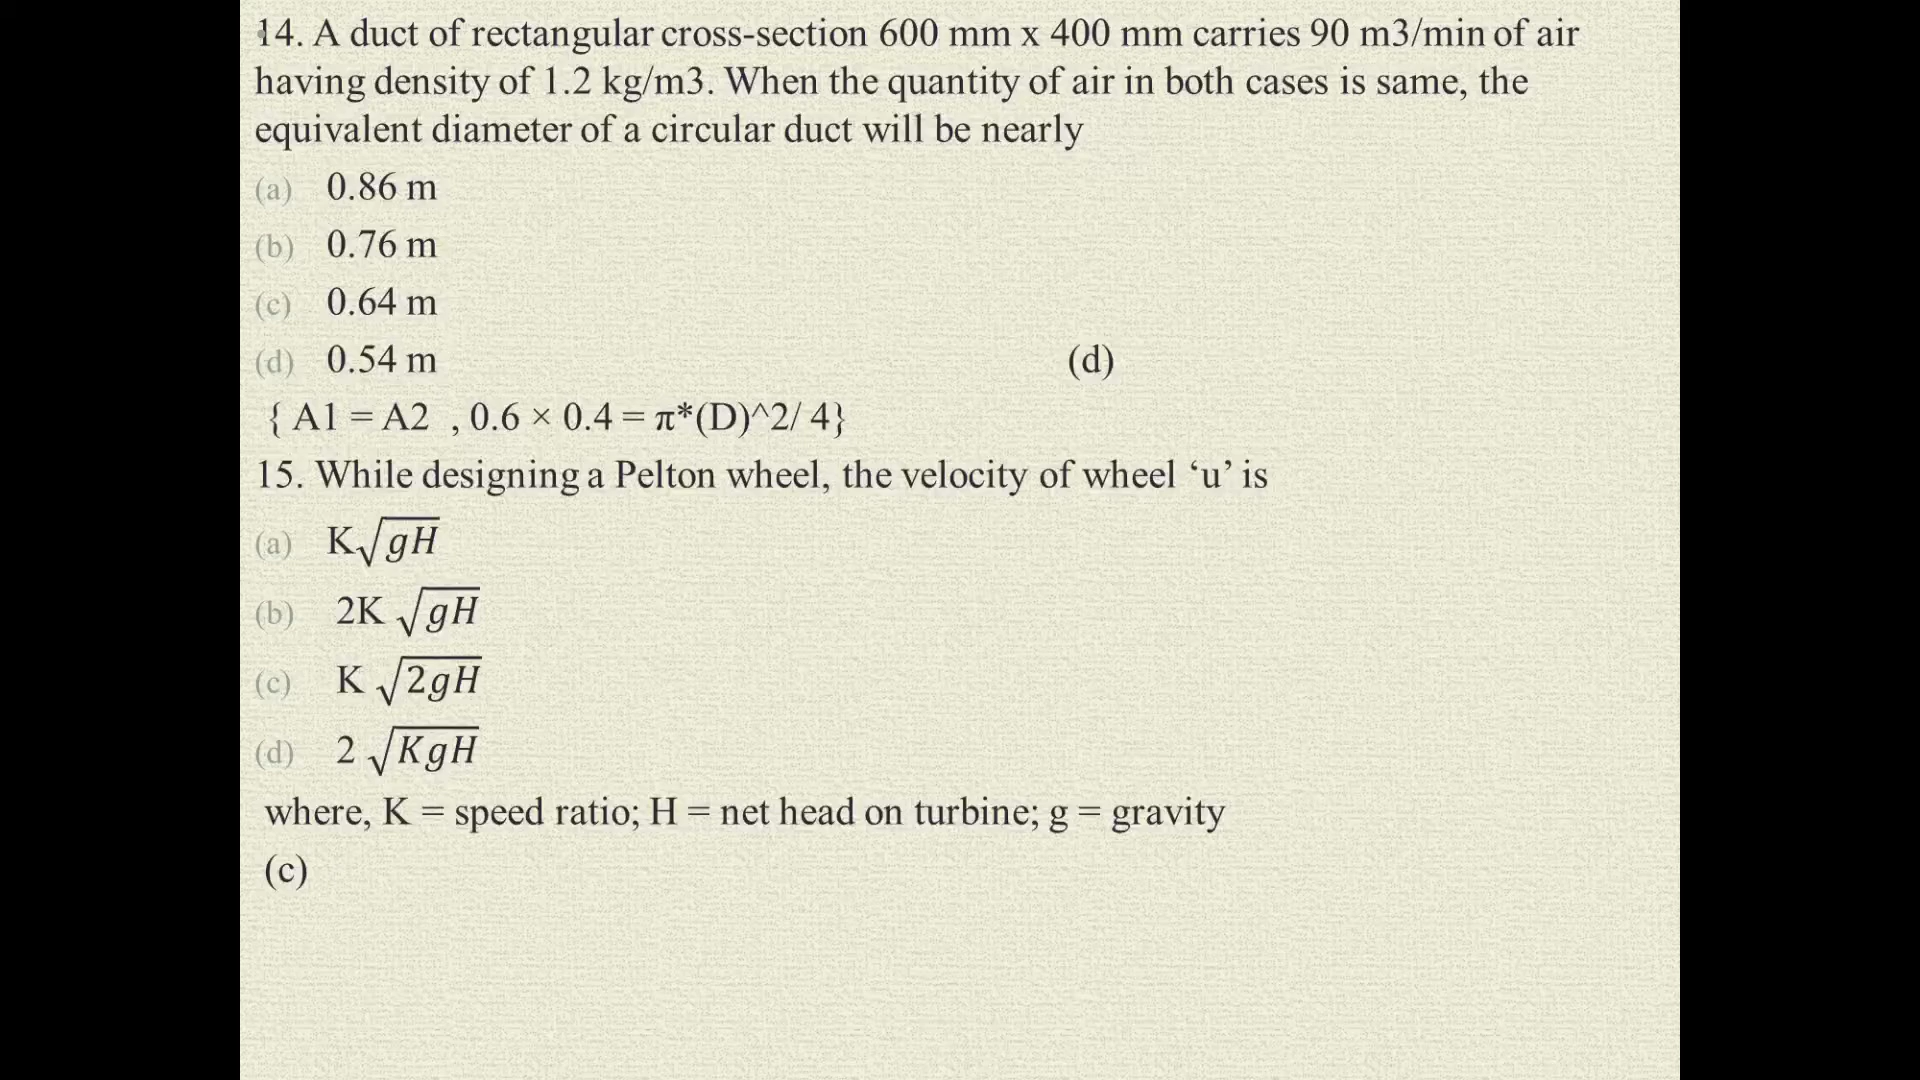 14. A duct of rectangular cross-section 600 mm x 400 mm carries 90 m3/min of air
having density of 1.2 kg/m3. When the quantity of air in both cases is same, the
equivalent diameter of a circular duct will be nearly
(a) 0.86 m
(b) 0.76 m
(c) 0.64 m
(d) 0.54 m (d)
{ A1 = A2 , 0.6 × 0.4 = π*(D)^2/ 4}
15. While designing a Pelton wheel, the velocity of wheel ‘u’ is
(a) K√gH
(b) 2K √gH
(c) K √2gH
(d) 2 √KgH
where, K = speed ratio; H = net head on turbine; g = gravity
(c)